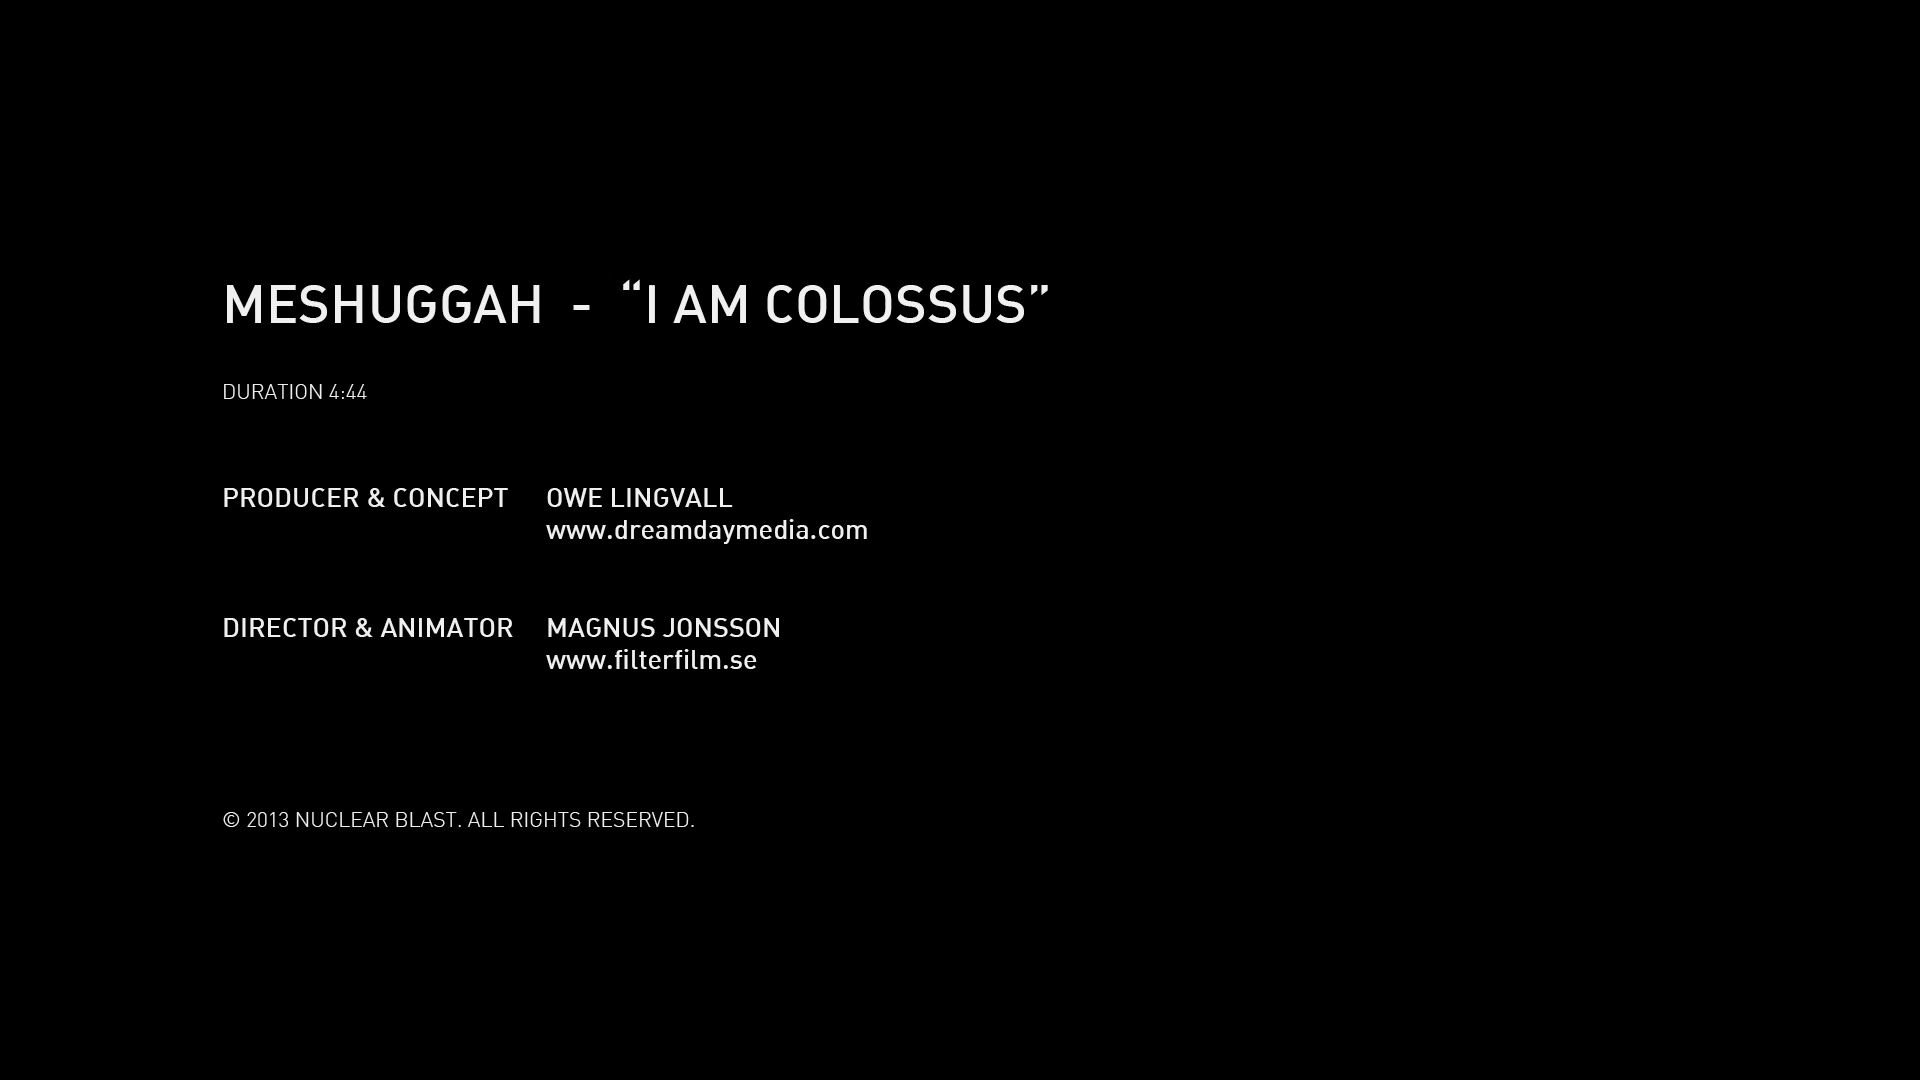 MESHUGGAH - “I AM COLOSSUS”
DURATION 4:44
PRODUCER & CONCEPT OWE LINGVALL
www.dreamdaymedia.com
DIRECTOR & ANIMATOR MAGNUS JONSSON
www.filterfilm.se
© 2013 NUCLEAR BLAST. ALL RIGHTS RESERVED.